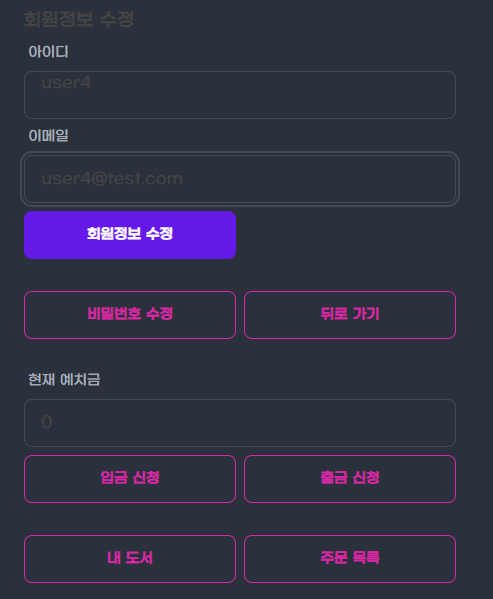 회원정보 수정
아이디
user4
이메일
user4@test.com
회원정보 수정
비밀번호 수정 뒤로 가기
현재 예치금
0
입금 신청 출금 신청
내 도서 주문 목록